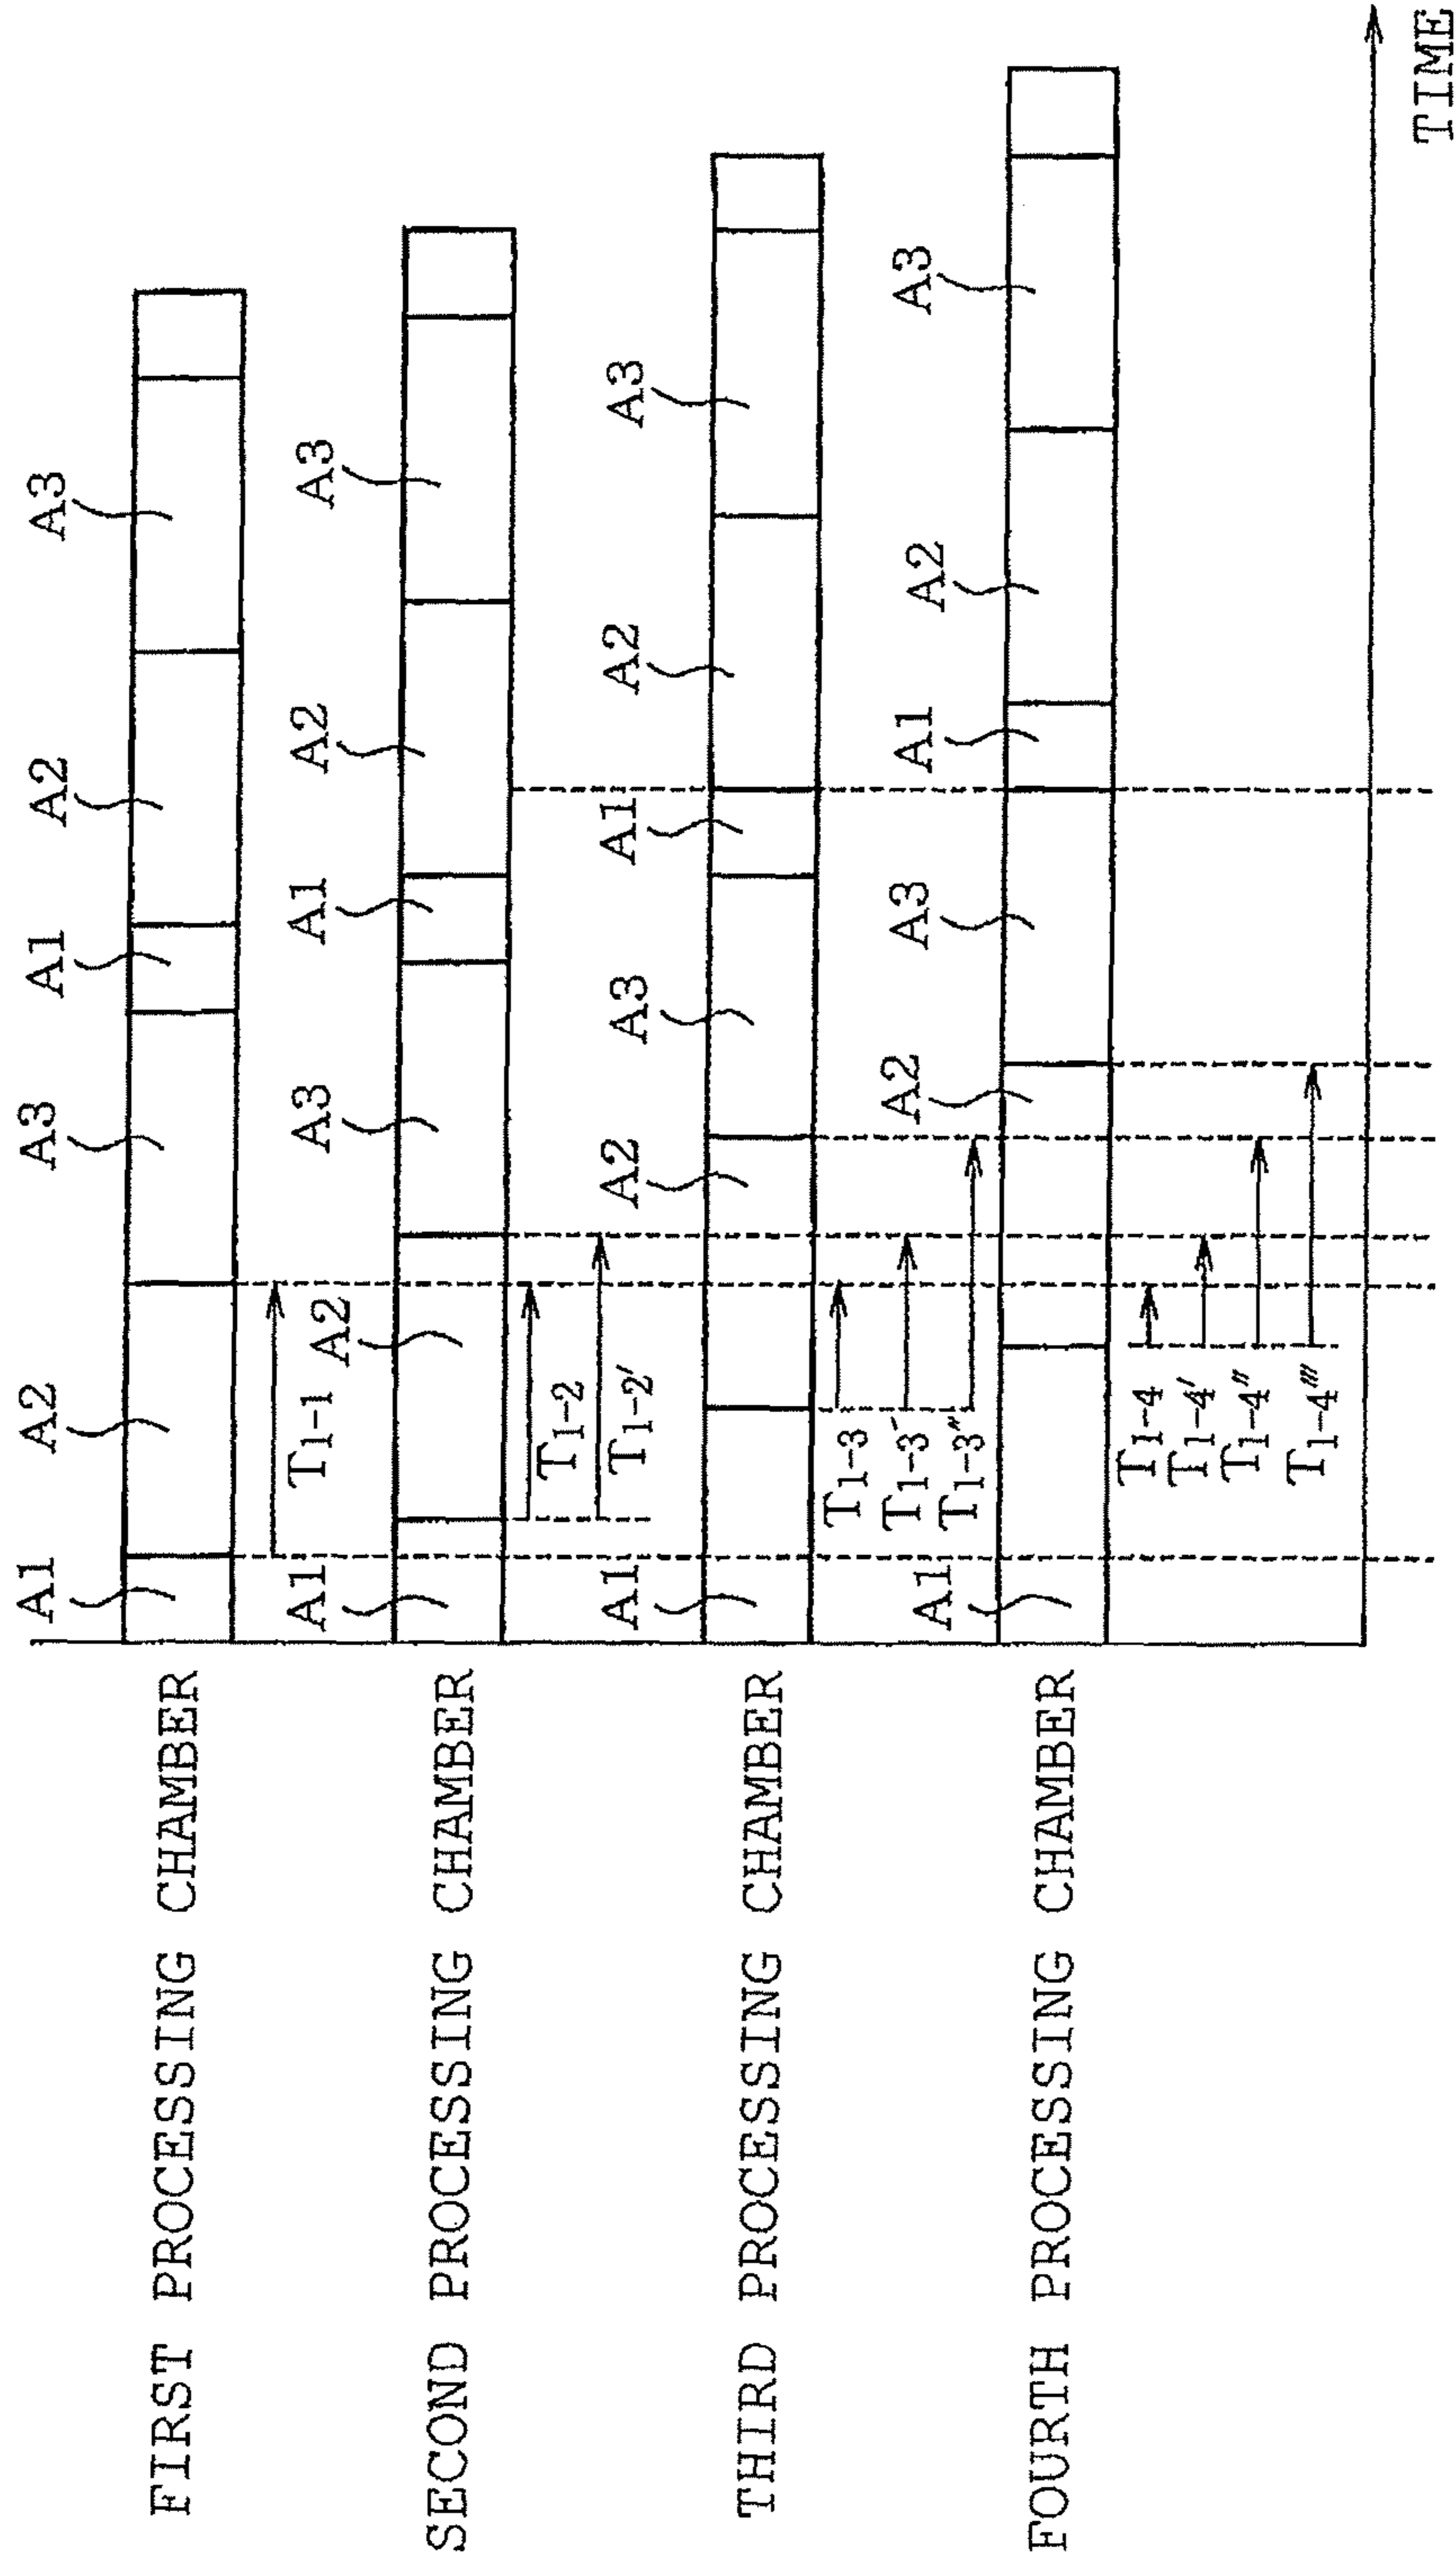 A1 A2 A3 A1 A2 A3
FIRST PROCESSING CHAMBER
T1-1
A1 A2 A3 A1 A2 A3
SECOND PROCESSING CHAMBER
T1-2
T1-2′
A1 A2 A3 A1 A2 A3
THIRD PROCESSING CHAMBER
T1-3
T1-3′
T1-3″
A1 A2 A3 A1 A2 A3
FOURTH PROCESSING CHAMBER
T1-4
T1-4′
T1-4″
T1-4‴
TIME